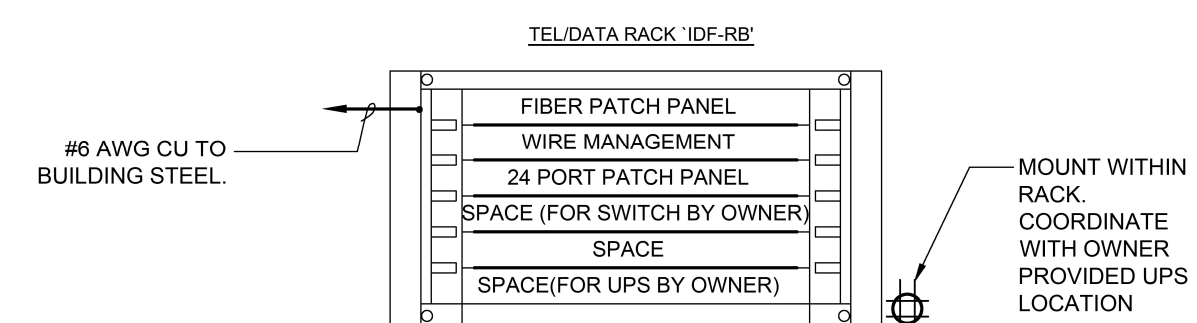 TEL/DATA RACK `IDF-RB'
#6 AWG CU TO
BUILDING STEEL.
FIBER PATCH PANEL
WIRE MANAGEMENT
24 PORT PATCH PANEL
SPACE (FOR SWITCH BY OWNER)
SPACE
SPACE(FOR UPS BY OWNER)
MOUNT WITHIN
RACK.
COORDINATE
WITH OWNER
PROVIDED UPS
LOCATION